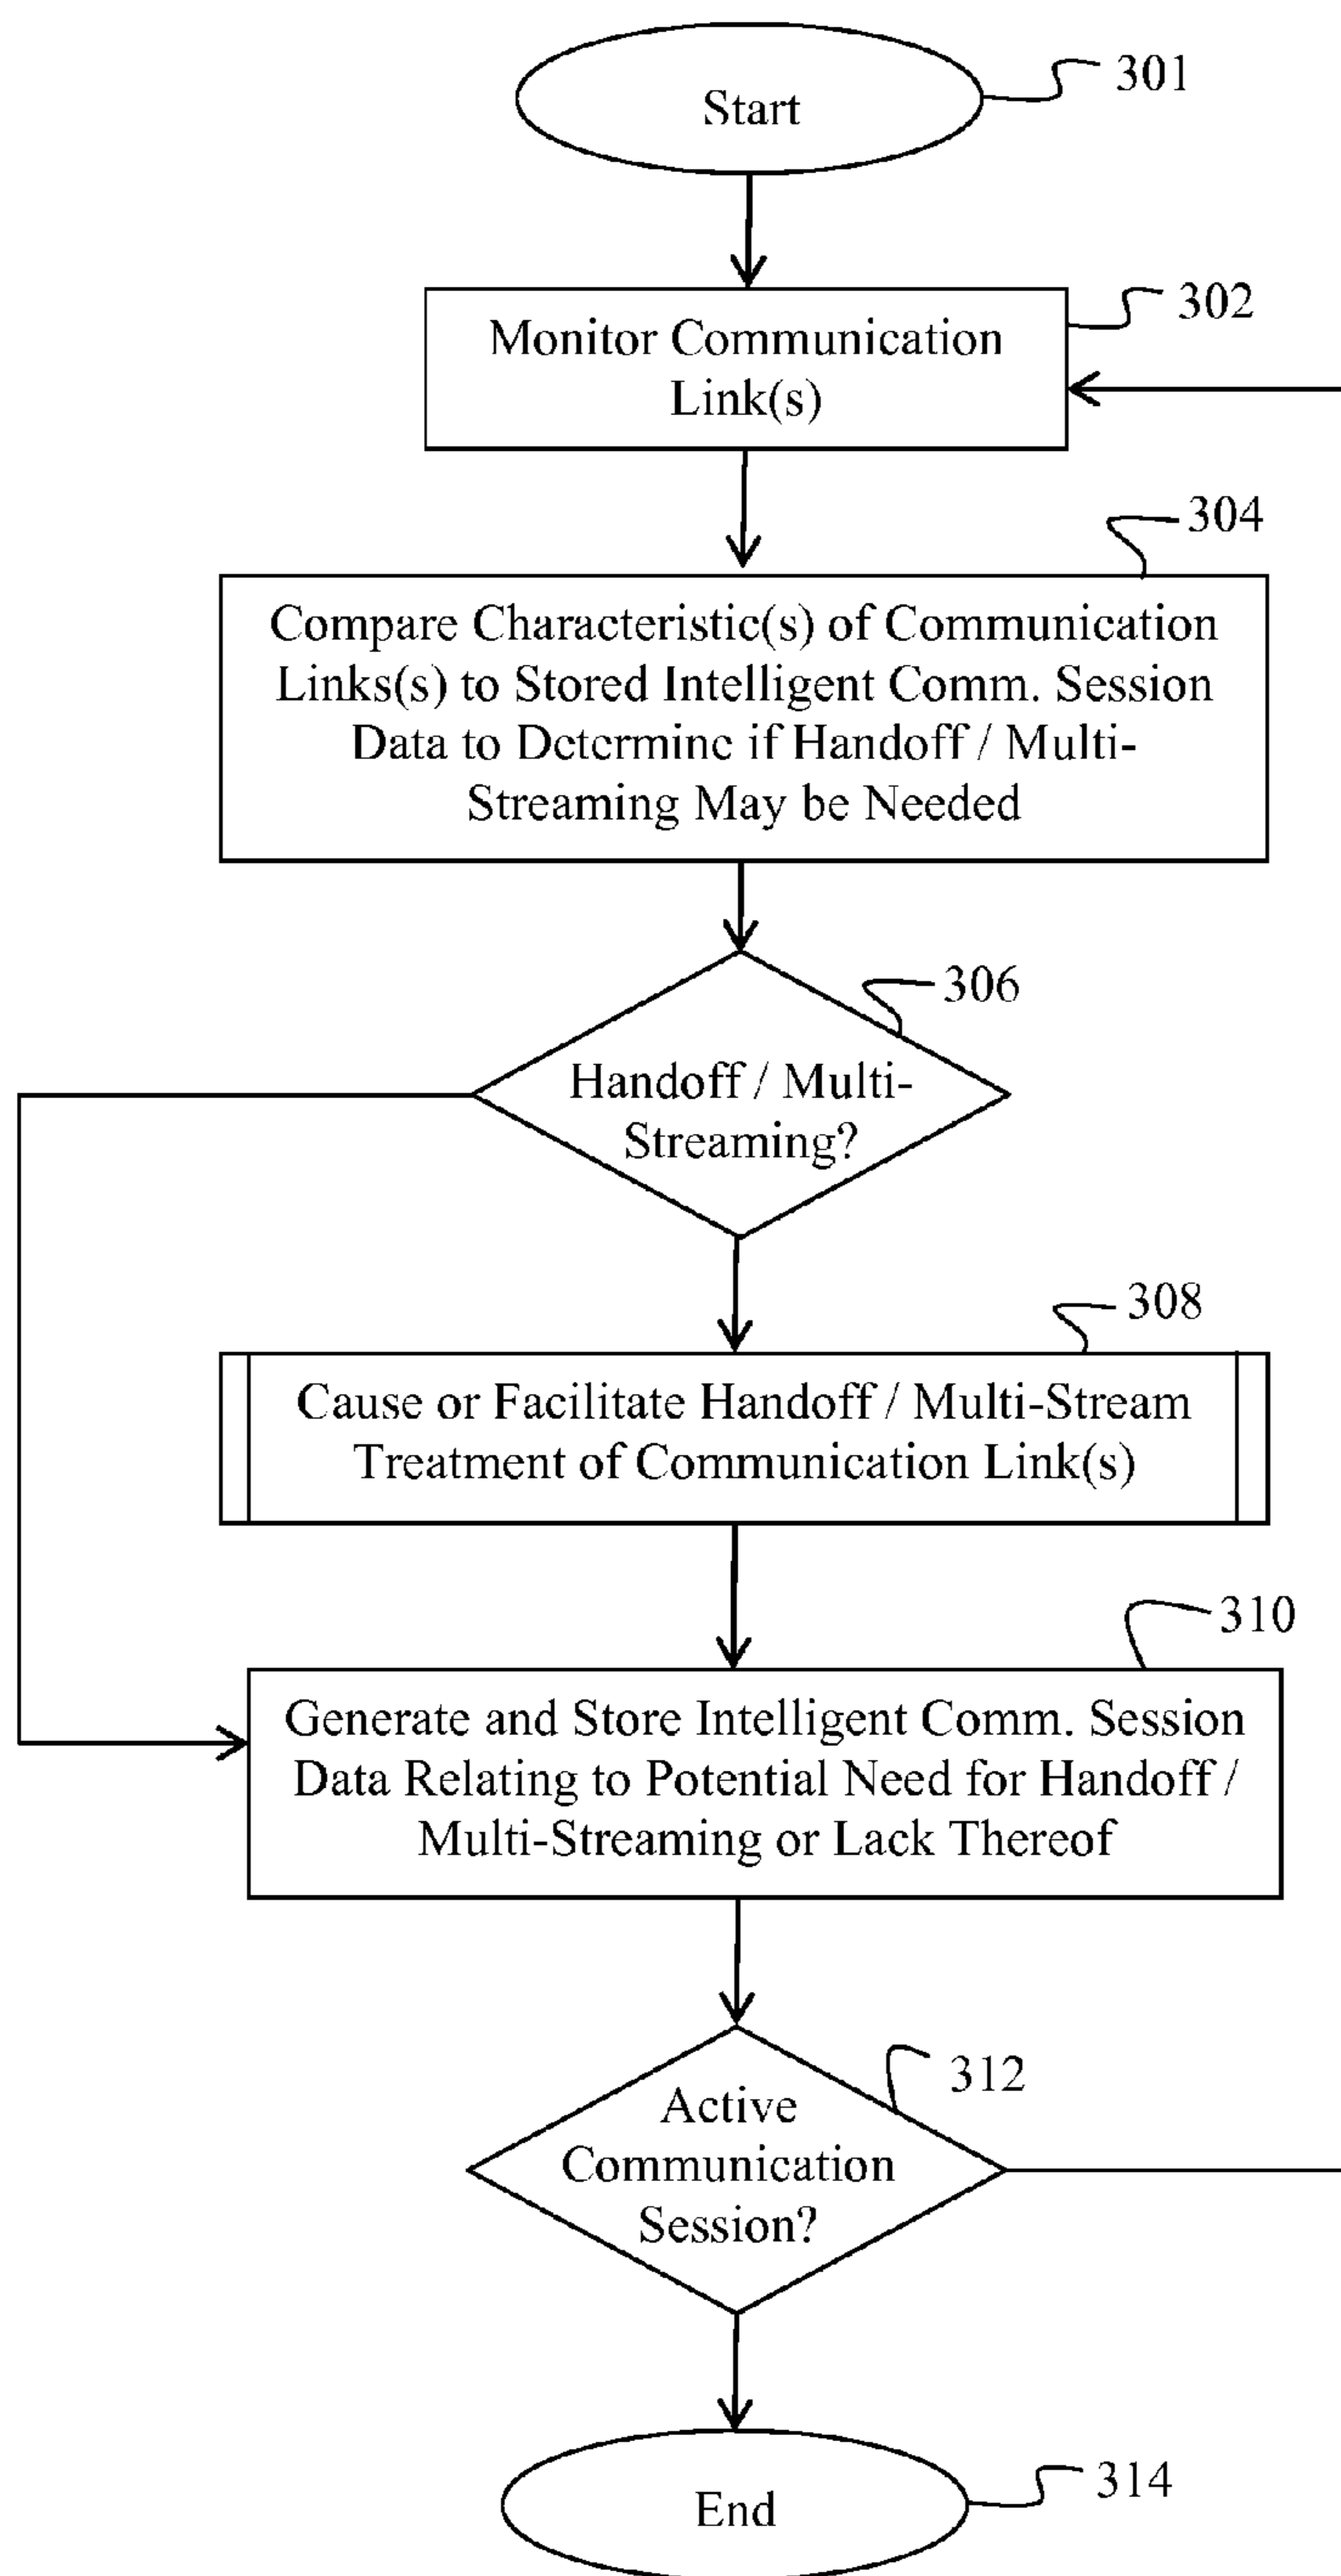 Start
301
Monitor Communication
Link(s)
302
304
Compare Characteristic(s) of Communication
Links(s) to Stored Intelligent Comm. Session
Data to Determine if Handoff / Multi-
Streaming May be Needed
306
Handoff / Multi-
Streaming?
308
Cause or Facilitate Handoff / Multi-Stream
Treatment of Communication Link(s)
310
Generate and Store Intelligent Comm. Session
Data Relating to Potential Need for Handoff /
Multi-Streaming or Lack Thereof
312
Active
Communication
Session?
End
314